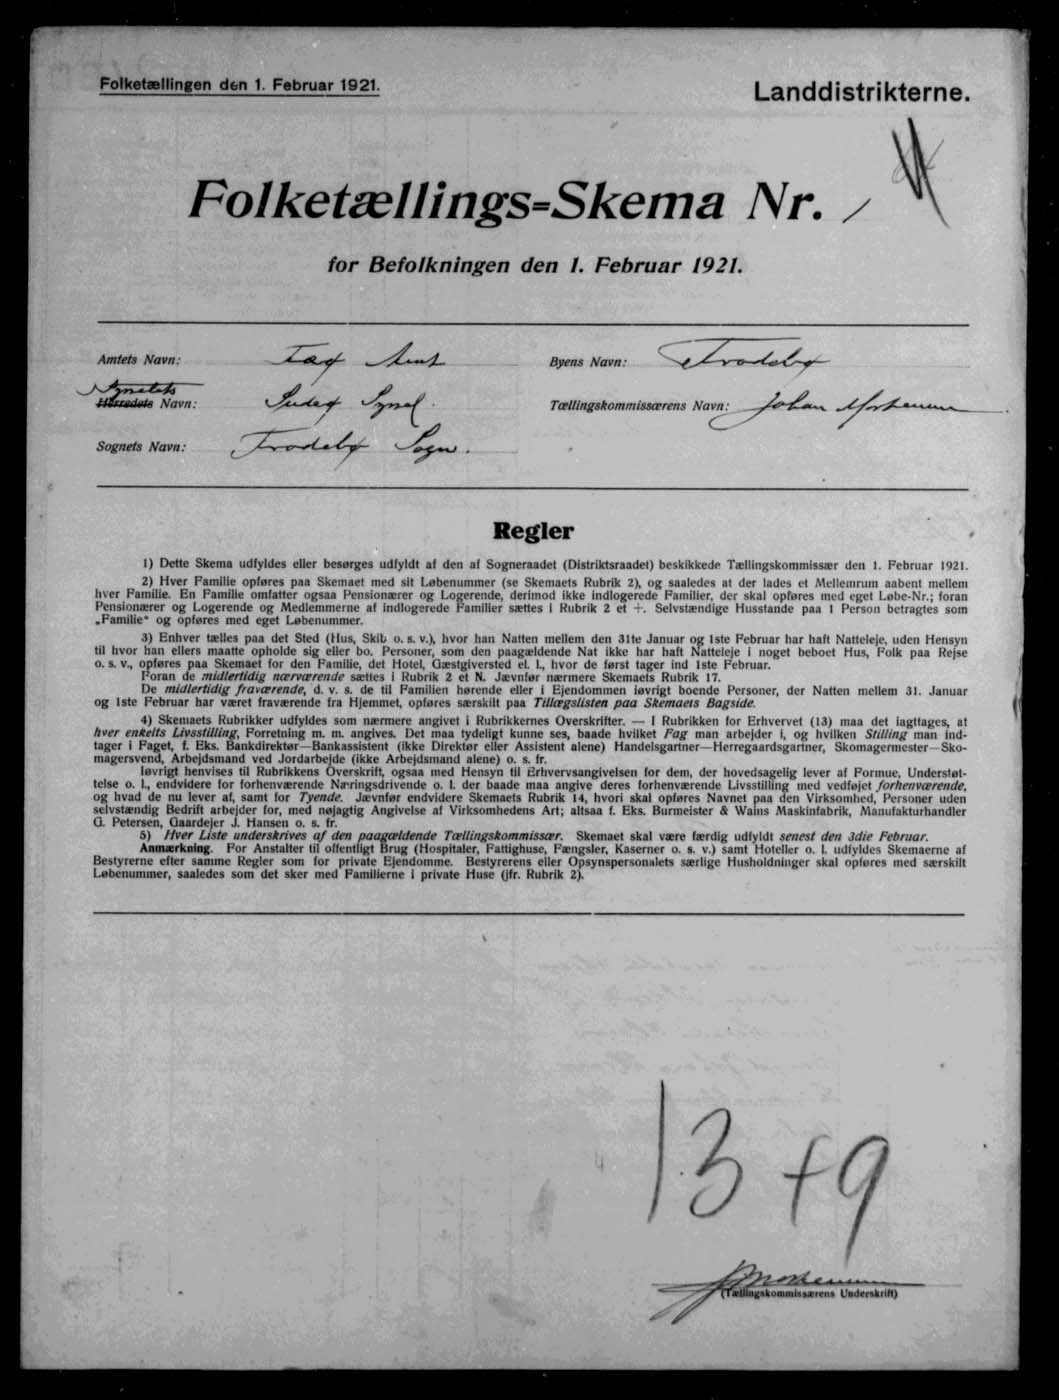 Folketællingen den 1. Februar 1921.
Landdistrikterne.
Folketællings=Skema Nr. 1
for Befolkningen den 1. Februar 1921.
Amtets Navn: Færø Amt
Byens Navn: Frodebø
Sysselets
Herredets Navn: Suderø Syssel.
Tællingskommissærens Navn: Johan Mortensen
Sognets Navn: Frodebø Sogn.
Regler
1) Dette Skema udfyldes eller besørges udfyldt af den af Sogneraadet (Distriktsraadet) beskikkede Tællingskommissær den 1. Februar 1921.
2) Hver Familie opføres paa Skemaet med sit Løbenummer (se Skemaets Rubrik 2), og saaledes at der lades et Mellemrum aabent mellem
hver Familie. En Familie omfatter ogsaa Pensionærer og Logerende, derimod ikke indlogerede Familier, der skal opføres med eget Løbe-Nr.; foran
Pensionærer og Logerende og Medlemmerne af indlogerede Familier sættes i Rubrik 2 et +. Selvstændige Husstande paa 1 Person betragtes som
„Familie“ og opføres med eget Løbenummer.
3) Enhver tælles paa det Sted (Hus, Skib o. s. v.), hvor han Natten mellem den 31te Januar og 1ste Februar har haft Natteleje, uden Hensyn
til hvor han ellers maatte opholde sig eller bo. Personer, som den paagældende Nat ikke har haft Natteleje i noget beboet Hus, Folk paa Rejse
o. s. v., opføres paa Skemaet for den Familie, det Hotel, Gæstgiversted el. l., hvor de først tager ind 1ste Februar.
Foran de midlertidig nærværende sættes i Rubrik 2 et N. Jævnfør nærmere Skemaets Rubrik 17.
De midlertidig fraværende, d. v. s. de til Familien hørende eller i Ejendommen iøvrigt boende Personer, der Natten mellem 31. Januar
og 1ste Februar har været fraværende fra Hjemmet, opføres særskilt paa Tillægslisten paa Skemaets Bagside.
4) Skemaets Rubrikker udfyldes som nærmere angivet i Rubrikkernes Overskrifter. — I Rubrikken for Erhvervet (13) maa det iagttages, at
hver enkelts Livsstilling, Forretning m. m. angives. Det maa tydeligt kunne ses, baade hvilket Fag man arbejder i, og hvilken Stilling man ind-
tager i Faget, f. Eks. Bankdirektør—Bankassistent (ikke Direktør eller Assistent alene) Handelsgartner—Herregaardsgartner, Skomagermester—Sko-
magersvend, Arbejdsmand ved Jordarbejde (ikke Arbejdsmand alene) o. s. fr.
Iøvrigt henvises til Rubrikkens Overskrift, ogsaa med Hensyn til Erhvervsangivelsen for dem, der hovedsagelig lever af Formue, Understøt-
telse o. l., endvidere for forhenværende Næringsdrivende o. l. der baade maa angive deres forhenværende Livsstilling med vedføjet forhenværende,
og hvad de nu lever af, samt for Tyende. Jævnfør endvidere Skemaets Rubrik 14, hvori skal opføres Navnet paa den Virksomhed, Personer uden
selvstændig Bedrift arbejder for, med nøjagtig Angivelse af Virksomhedens Art; altsaa f. Eks. Burmeister & Wains Maskinfabrik, Manufakturhandler
G. Petersen, Gaardejer J. Hansen o. s. fr.
5) Hver Liste underskrives af den paagældende Tællingskommissær. Skemaet skal være færdig udfyldt senest den 3die Februar.
Anmærkning. For Anstalter til offentligt Brug (Hospitaler, Fattighuse, Fængsler, Kaserner o. s. v.) samt Hoteller o. l. udfyldes Skemaerne af
Bestyrerne efter samme Regler som for private Ejendomme. Bestyrerens eller Opsynspersonalets særlige Husholdninger skal opføres med særskilt
Løbenummer, saaledes som det sker med Familierne i private Huse (jfr. Rubrik 2).
13+9
J Mortensen
(Tællingskommissærens Underskrift)